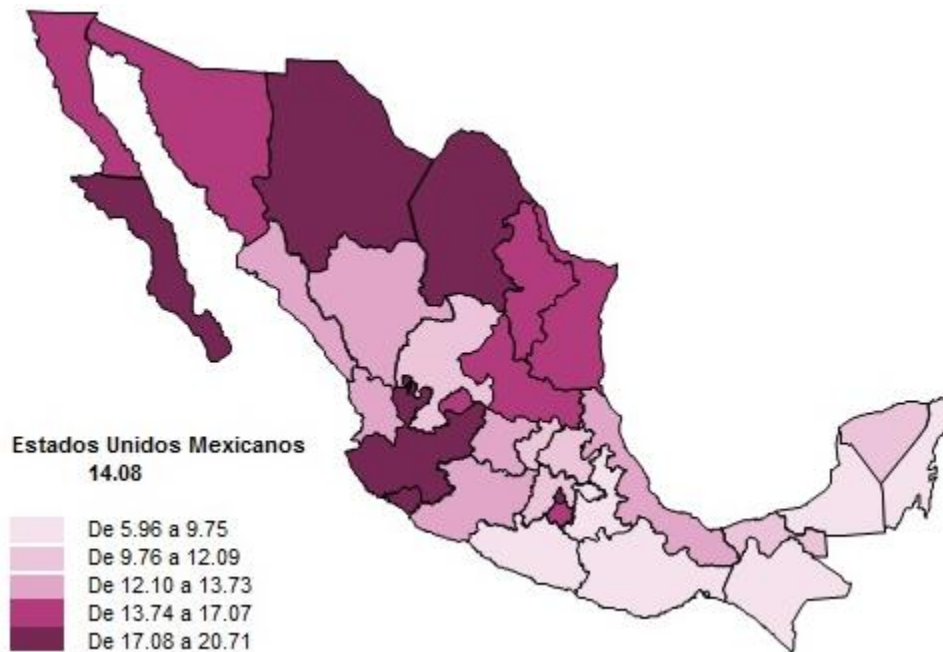 Estados Unidos Mexicanos
14.08
De 5.96 a 9.75
De 9.76 a 12.09
De 12.10 a 13.73
De 13.74 a 17.07
De 17.08 a 20.71